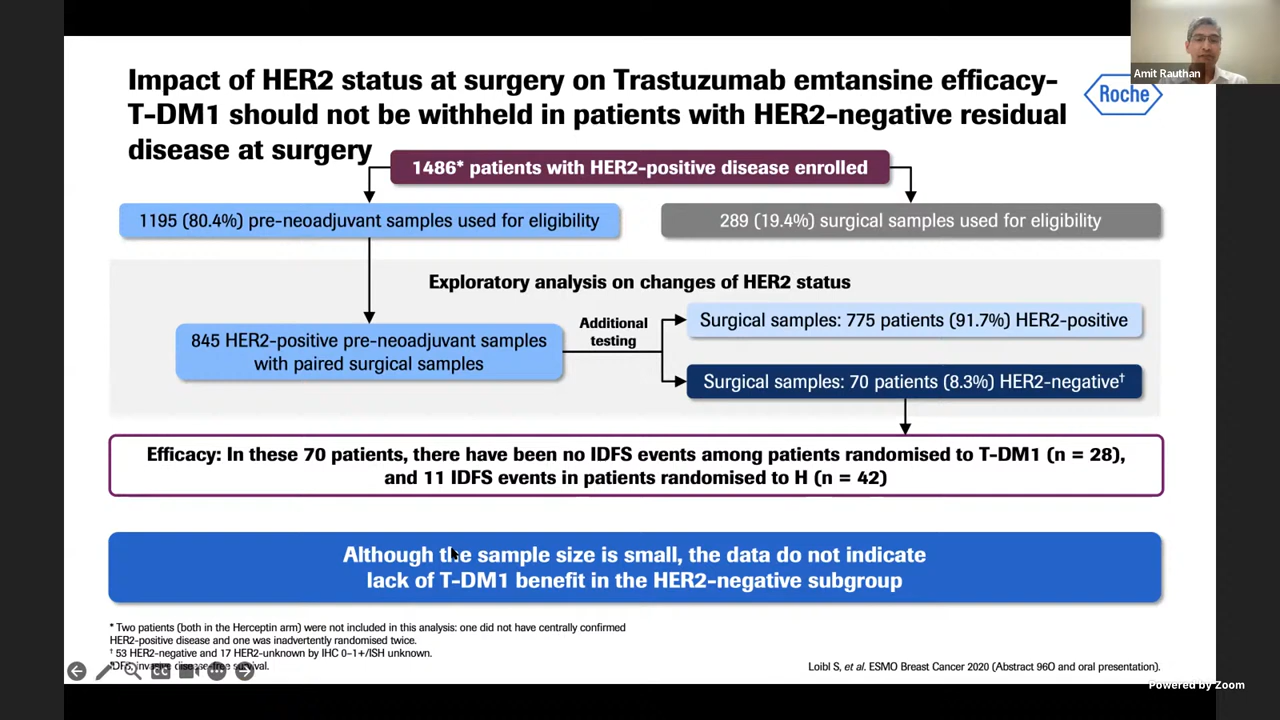 Amit Rauthan
Impact of HER2 status at surgery on Trastuzumab emtansine efficacy–
T-DM1 should not be withheld in patients with HER2-negative residual
disease at surgery
Roche
1486* patients with HER2-positive disease enrolled
1195 (80.4%) pre-neoadjuvant samples used for eligibility
289 (19.4%) surgical samples used for eligibility
Exploratory analysis on changes of HER2 status
845 HER2-positive pre-neoadjuvant samples
with paired surgical samples
Additional
testing
Surgical samples: 775 patients (91.7%) HER2-positive
Surgical samples: 70 patients (8.3%) HER2-negative†
Efficacy: In these 70 patients, there have been no IDFS events among patients randomised to T-DM1 (n = 28),
and 11 IDFS events in patients randomised to H (n = 42)
Although the sample size is small, the data do not indicate
lack of T-DM1 benefit in the HER2-negative subgroup
* Two patients (both in the Herceptin arm) were not included in this analysis: one did not have centrally confirmed
HER2-positive disease and one was inadvertently randomised twice.
† 53 HER2-negative and 17 HER2-unknown by IHC 0–1+/ISH unknown.
IDFS, invasive disease-free survival.
CC
Loibl S, et al. ESMO Breast Cancer 2020 (Abstract 96O and oral presentation).
Powered by Zoom